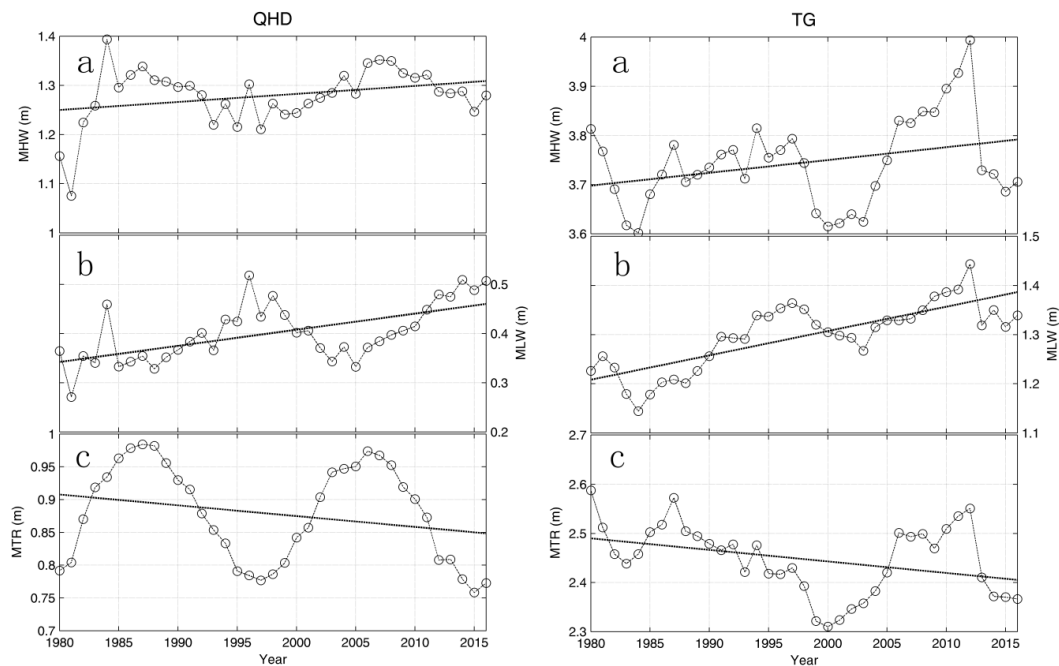 QHD
a
1.4
1.3
1.2
1.1
1
MHW (m)
b
0.5
0.4
0.3
0.2
MLW (m)
c
1
0.95
0.9
0.85
0.8
0.75
0.7
MTR (m)
1980 1985 1990 1995 2000 2005 2010 2015
Year
TG
a
4
3.9
3.8
3.7
3.6
MHW (m)
b
1.5
1.4
1.3
1.2
1.1
MLW (m)
c
2.7
2.6
2.5
2.4
2.3
MTR (m)
1980 1985 1990 1995 2000 2005 2010 2015
Year